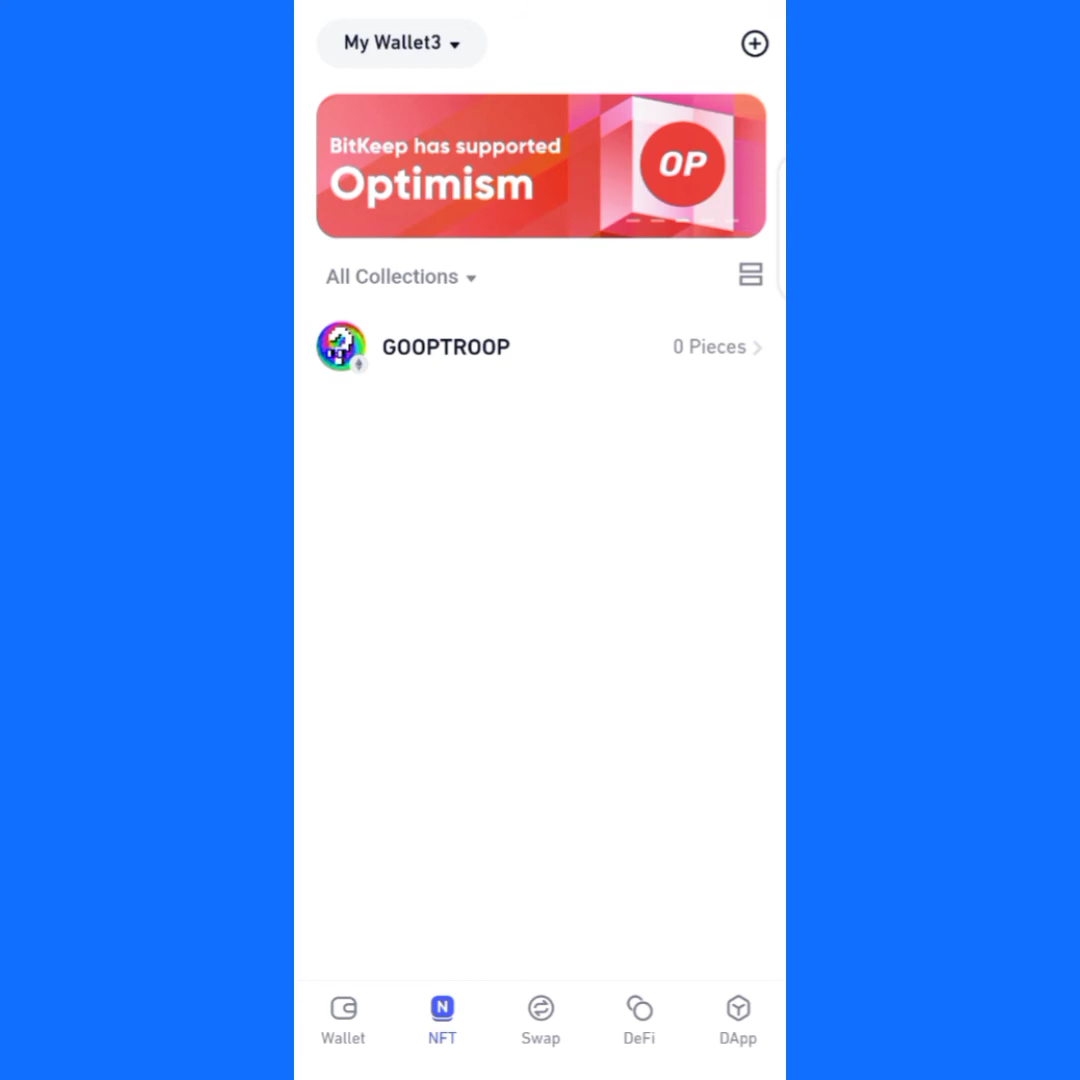 My Wallet3
BitKeep has supported
Optimism
OP
All Collections
GOOPTROOP
0 Pieces
N
Wallet
NFT
Swap
DeFi
DApp